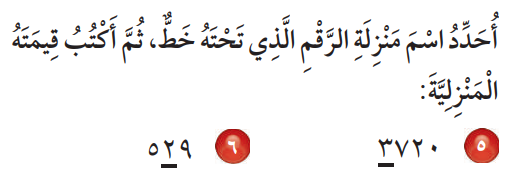 أُحَدِّدُ اسْمَ مَنْزِلَةِ الرَّقْمِ الَّذِي تَحْتَهُ خَطٌّ، ثُمَّ أَكْتُبُ قِيمَتَهُ
الْمَنْزِلِيَّةَ:
٥ ٣٧٢٠ ٦ ٥٢٩